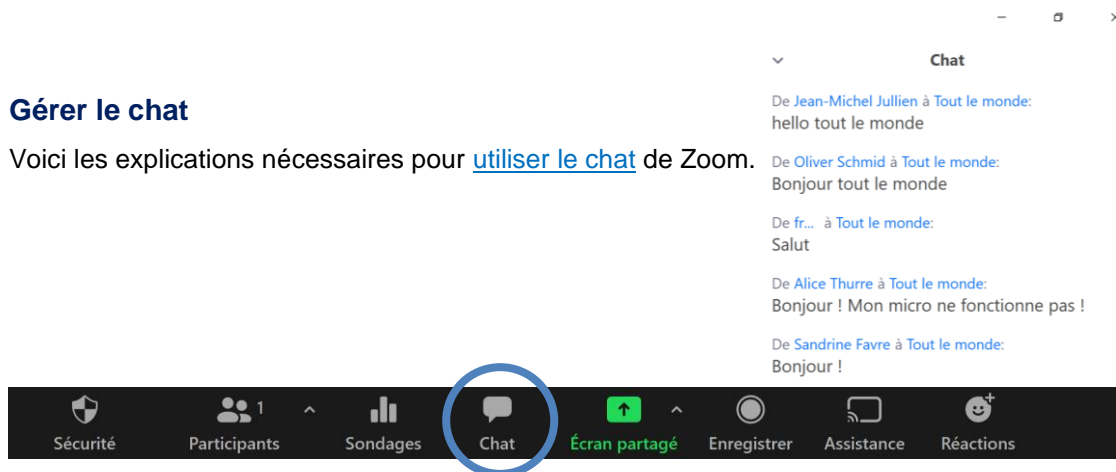 Gérer le chat
Voici les explications nécessaires pour utiliser le chat de Zoom.
Chat
De Jean-Michel Jullien à Tout le monde:
hello tout le monde
De Oliver Schmid à Tout le monde:
Bonjour tout le monde
De fr... à Tout le monde:
Salut
De Alice Thurre à Tout le monde:
Bonjour ! Mon micro ne fonctionne pas !
De Sandrine Favre à Tout le monde:
Bonjour !
1
Sécurité Participants Sondages Chat Écran partagé Enregistrer Assistance Réactions